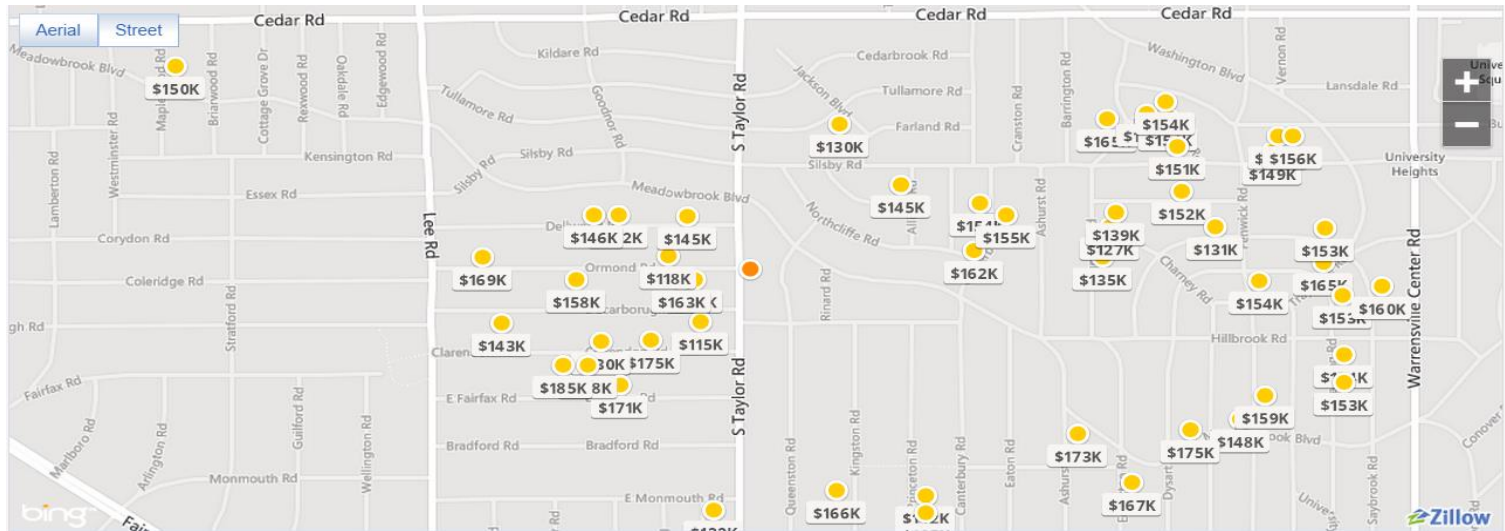 Aerial
Street
Cedar Rd
Cedar Rd
Cedar Rd
Cedar Rd
Meadowbrook Blvd
$150K
Briarwood Rd
Cottage Grove Dr
Rexwood Rd
Oakdale Rd
Edgewood Rd
Kildare Rd
Tullamore Rd
Goodnor Rd
S Taylor Rd
Cedarbrook Rd
Jackson Blvd
Tullamore Rd
Farland Rd
$130K
Cranston Rd
Barrington Rd
Washington Blvd
Vernon Rd
Lansdale Rd
+
−
$154K
$151K
$156K
$149K
University
Heights
Lamberton Rd
Westminster Rd
Kensington Rd
Silsby Rd
Silsby Rd
Silsby Rd
Essex Rd
Meadowbrook Blvd
Lee Rd
Corydon Rd
Coleridge Rd
Stratford Rd
$146K
$145K
$169K
Ormond
$118K
$158K
$163K
$143K
$115K
$175K
$185K
$171K
$145K
Northcliffe Rd
Ashurst Rd
$155K
$162K
Rinard Rd
$152K
$139K
$127K
$135K
$131K
$153K
Charney Rd
$154K
$165K
$160K
Hillbrook Rd
Warrensville Center Rd
S Taylor Rd
Fairfax Rd
Guilford Rd
Wellington Rd
Marlboro Rd
Arlington Rd
Monmouth Rd
E Fairfax Rd
Bradford Rd
Bradford Rd
E Monmouth Rd
Queenston Rd
Kingston Rd
Princeton Rd
Canterbury Rd
Eaton Rd
$166K
$173K
$167K
Dysart
$175K
$148K
$159K
$153K
Saybrook Rd
Conover
bing
Zillow